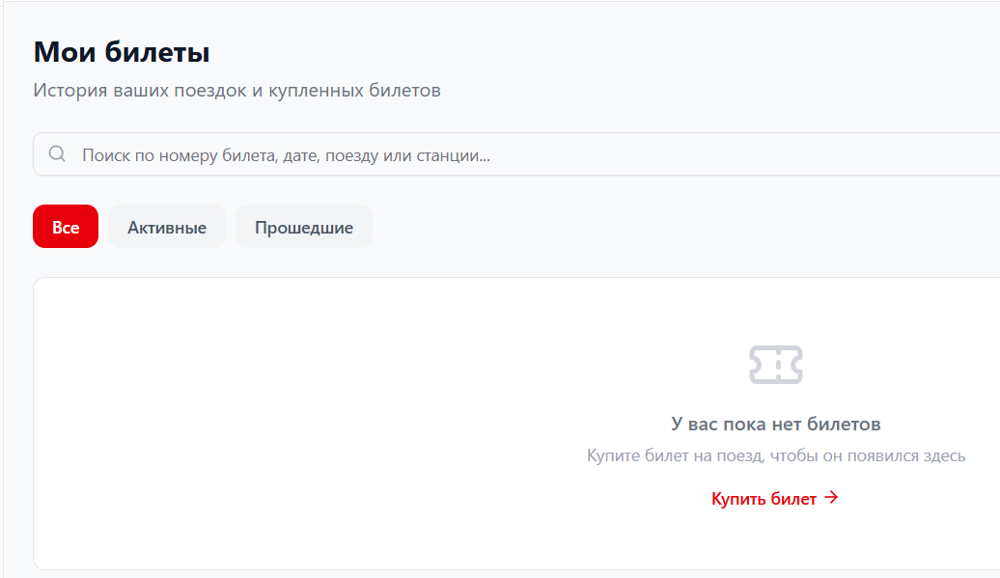 Мои билеты
История ваших поездок и купленных билетов
Поиск по номеру билета, дате, поезду или станции...
Все
Активные
Прошедшие
У вас пока нет билетов
Купите билет на поезд, чтобы он появился здесь
Купить билет →